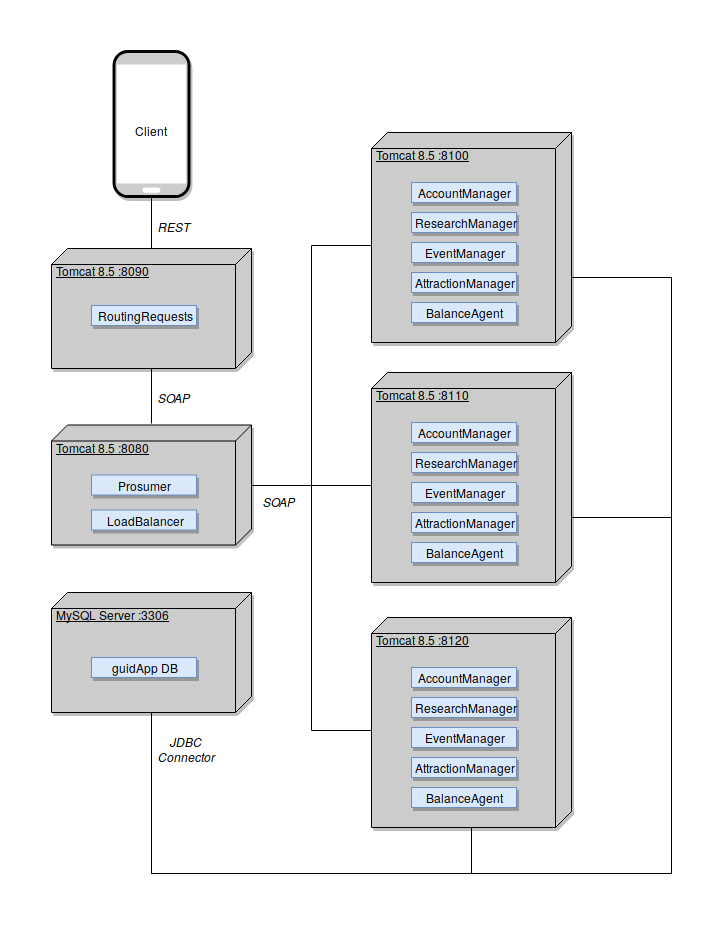 Client
REST
Tomcat 8.5 :8090
RoutingRequests
SOAP
Tomcat 8.5 :8080
Prosumer
LoadBalancer
SOAP
MySQL Server :3306
guidApp DB
JDBC
Connector
Tomcat 8.5 :8100
AccountManager
ResearchManager
EventManager
AttractionManager
BalanceAgent
Tomcat 8.5 :8110
AccountManager
ResearchManager
EventManager
AttractionManager
BalanceAgent
Tomcat 8.5 :8120
AccountManager
ResearchManager
EventManager
AttractionManager
BalanceAgent